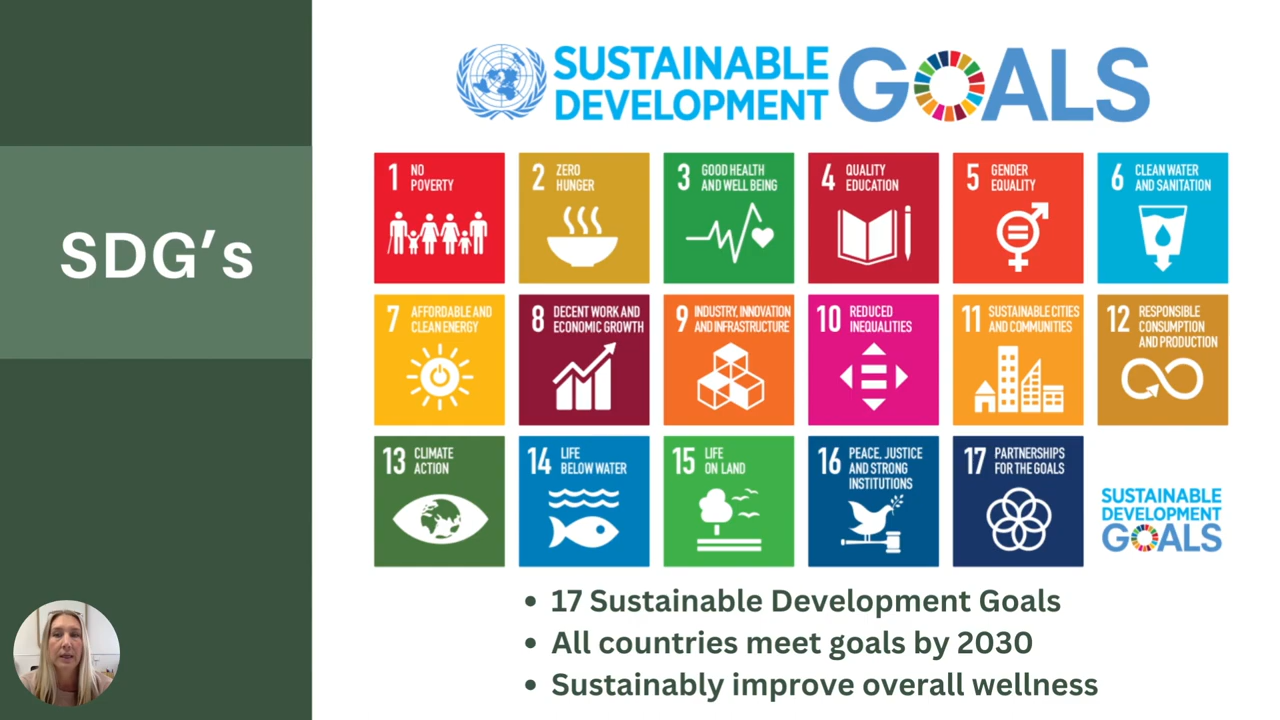 SDG’s
SUSTAINABLE
DEVELOPMENT
GOALS
1 NO
POVERTY
2 ZERO
HUNGER
3 GOOD HEALTH
AND WELL BEING
4 QUALITY
EDUCATION
5 GENDER
EQUALITY
6 CLEAN WATER
AND SANITATION
7 AFFORDABLE AND
CLEAN ENERGY
8 DECENT WORK AND
ECONOMIC GROWTH
9 INDUSTRY, INNOVATION
AND INFRASTRUCTURE
10 REDUCED
INEQUALITIES
11 SUSTAINABLE CITIES
AND COMMUNITIES
12 RESPONSIBLE
CONSUMPTION
AND PRODUCTION
13 CLIMATE
ACTION
14 LIFE
BELOW WATER
15 LIFE
ON LAND
16 PEACE, JUSTICE
AND STRONG
INSTITUTIONS
17 PARTNERSHIPS
FOR THE GOALS
SUSTAINABLE
DEVELOPMENT
GOALS
• 17 Sustainable Development Goals
• All countries meet goals by 2030
• Sustainably improve overall wellness